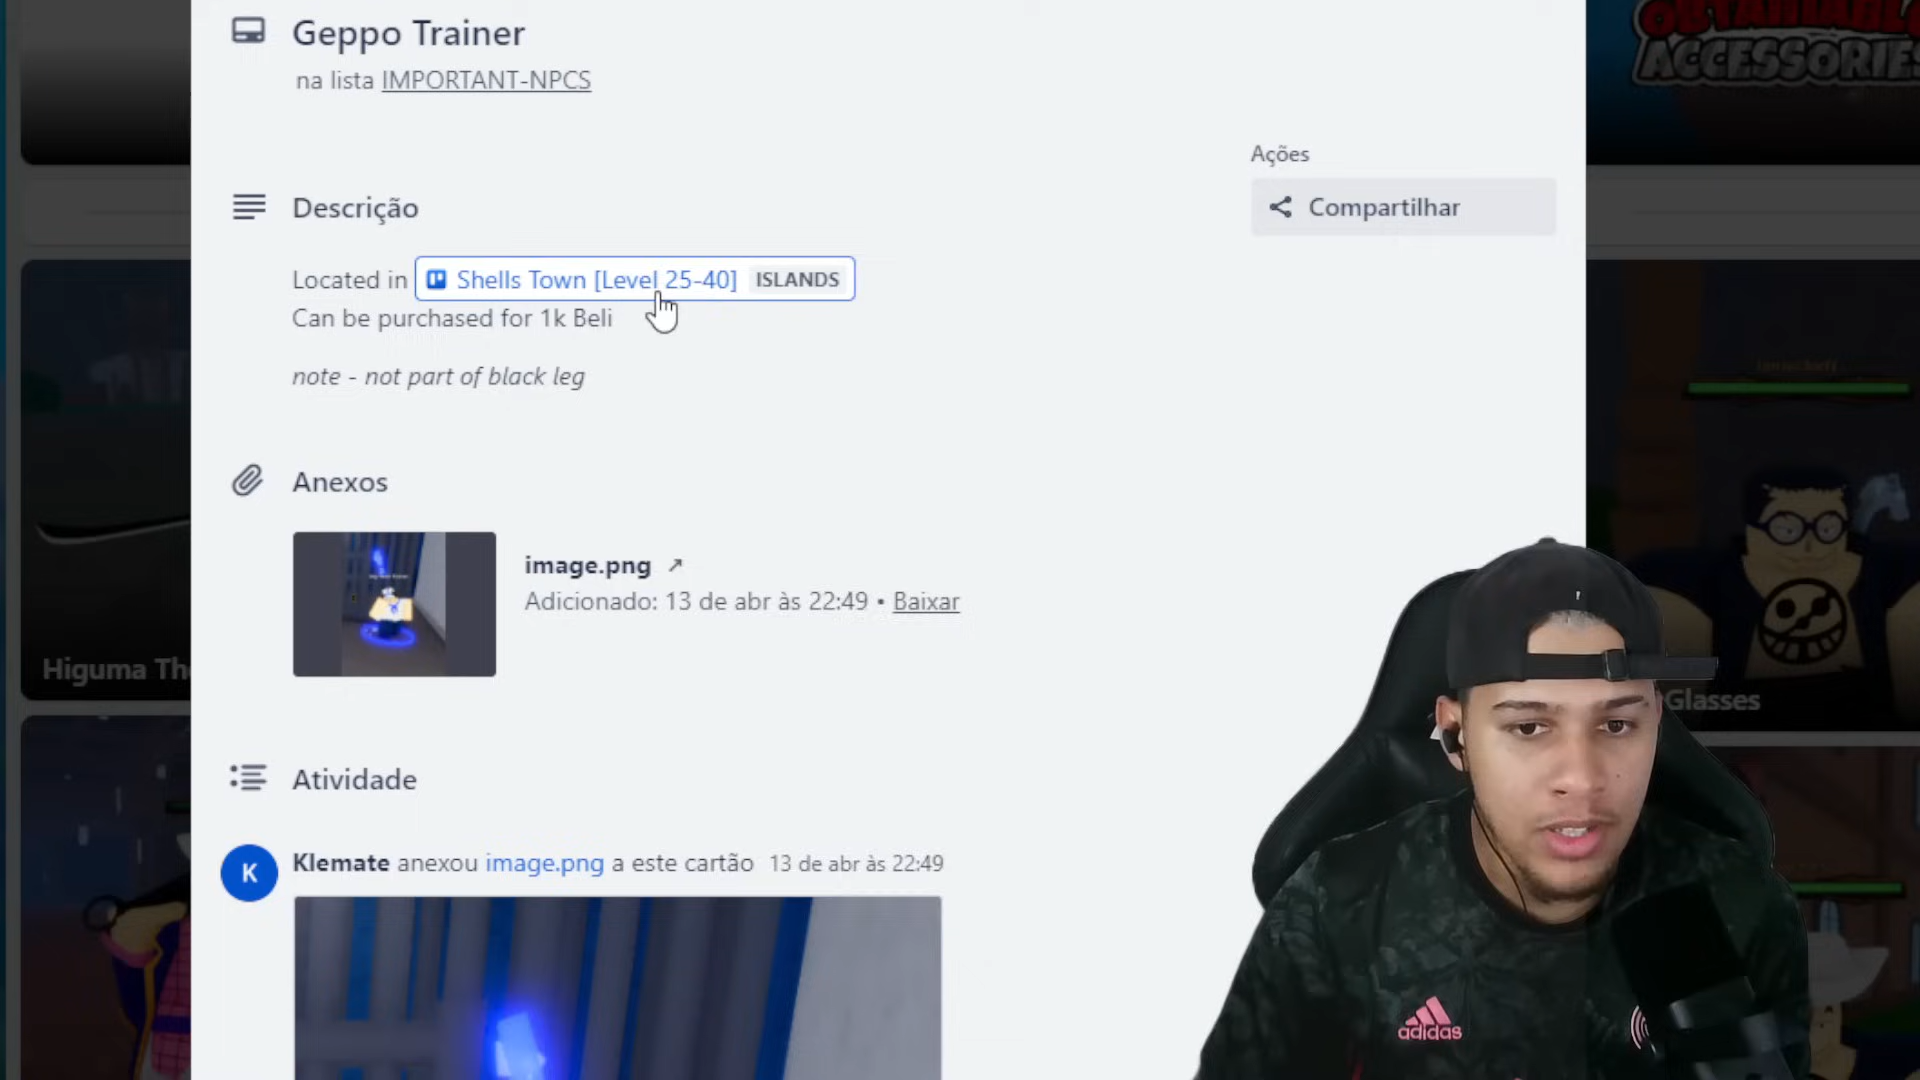 OBTAINABLE
ACCESSORIES
Geppo Trainer
na lista IMPORTANT-NPCS
Ações
Compartilhar
Descrição
Located in Shells Town [Level 25-40] ISLANDS
Can be purchased for 1k Beli
note - not part of black leg
Anexos
image.png ↗
Adicionado: 13 de abr às 22:49 • Baixar
Higuma The
Glasses
Atividade
K
Klemate anexou image.png a este cartão 13 de abr às 22:49
adidas